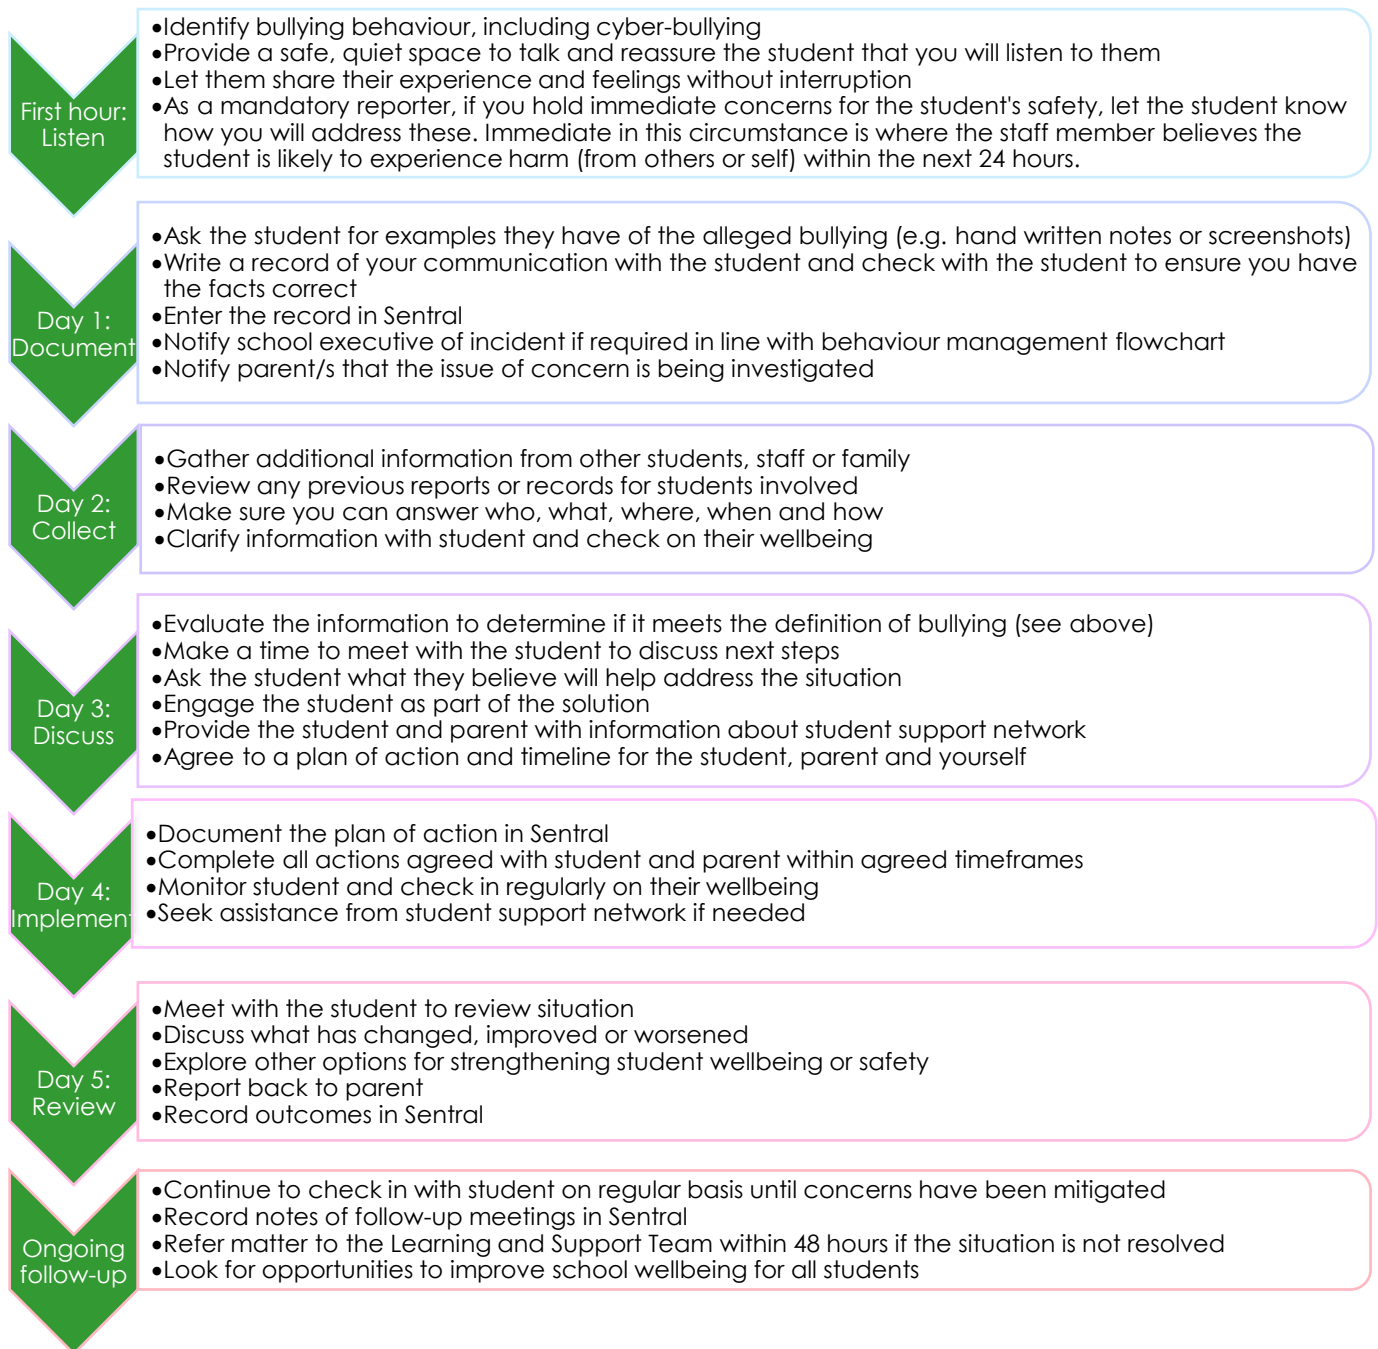 First hour:
Listen
•Identify bullying behaviour, including cyber-bullying
•Provide a safe, quiet space to talk and reassure the student that you will listen to them
•Let them share their experience and feelings without interruption
•As a mandatory reporter, if you hold immediate concerns for the student's safety, let the student know
how you will address these. Immediate in this circumstance is where the staff member believes the
student is likely to experience harm (from others or self) within the next 24 hours.
Day 1:
Document
•Ask the student for examples they have of the alleged bullying (e.g. hand written notes or screenshots)
•Write a record of your communication with the student and check with the student to ensure you have
the facts correct
•Enter the record in Sentral
•Notify school executive of incident if required in line with behaviour management flowchart
•Notify parent/s that the issue of concern is being investigated
Day 2:
Collect
•Gather additional information from other students, staff or family
•Review any previous reports or records for students involved
•Make sure you can answer who, what, where, when and how
•Clarify information with student and check on their wellbeing
Day 3:
Discuss
•Evaluate the information to determine if it meets the definition of bullying (see above)
•Make a time to meet with the student to discuss next steps
•Ask the student what they believe will help address the situation
•Engage the student as part of the solution
•Provide the student and parent with information about student support network
•Agree to a plan of action and timeline for the student, parent and yourself
Day 4:
Implement
•Document the plan of action in Sentral
•Complete all actions agreed with student and parent within agreed timeframes
•Monitor student and check in regularly on their wellbeing
•Seek assistance from student support network if needed
Day 5:
Review
•Meet with the student to review situation
•Discuss what has changed, improved or worsened
•Explore other options for strengthening student wellbeing or safety
•Report back to parent
•Record outcomes in Sentral
Ongoing
follow-up
•Continue to check in with student on regular basis until concerns have been mitigated
•Record notes of follow-up meetings in Sentral
•Refer matter to the Learning and Support Team within 48 hours if the situation is not resolved
•Look for opportunities to improve school wellbeing for all students